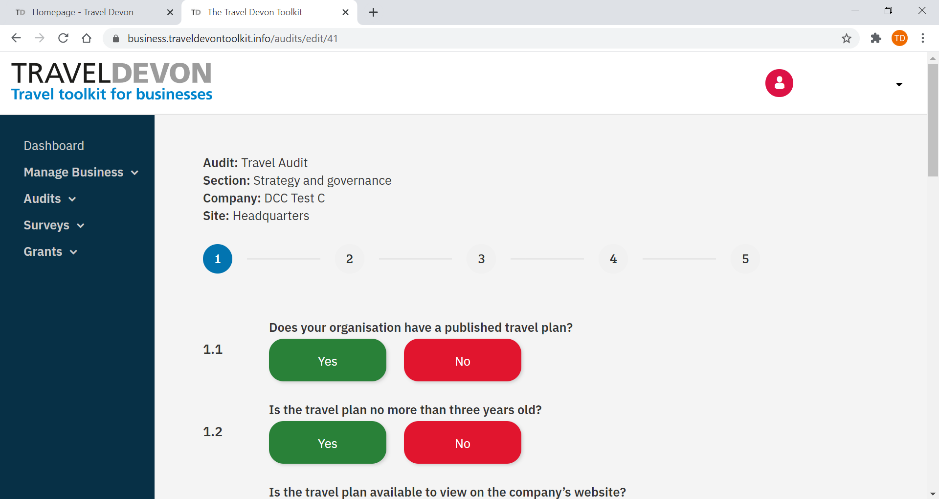 TD Homepage - Travel Devon
TD The Travel Devon Toolkit
business.traveldevontoolkit.info/audits/edit/41
TD
TRAVELDEVON
Travel toolkit for businesses
Dashboard
Manage Business
Audits
Surveys
Grants
Audit: Travel Audit
Section: Strategy and governance
Company: DCC Test C
Site: Headquarters
1 2 3 4 5
Does your organisation have a published travel plan?
1.1
Yes No
Is the travel plan no more than three years old?
1.2
Yes No
Is the travel plan available to view on the company's website?